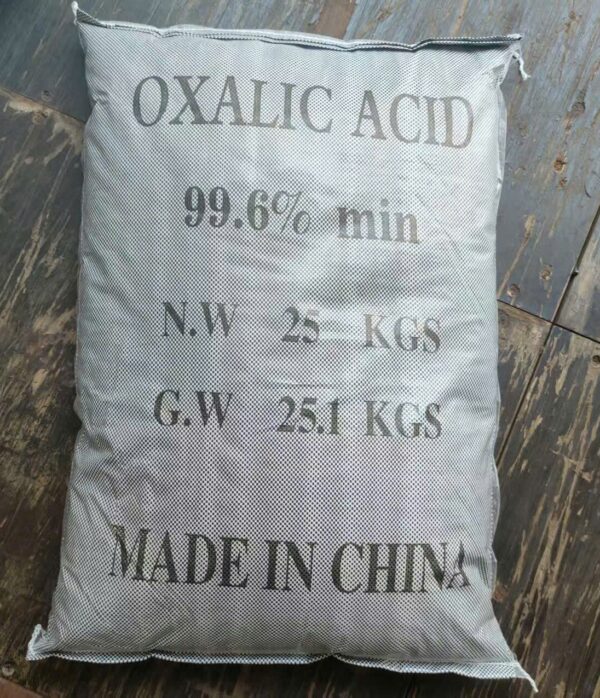 OXALIC ACID
99.6% min
N.W 25 KGS
G.W 25.1 KGS
MADE IN CHINA